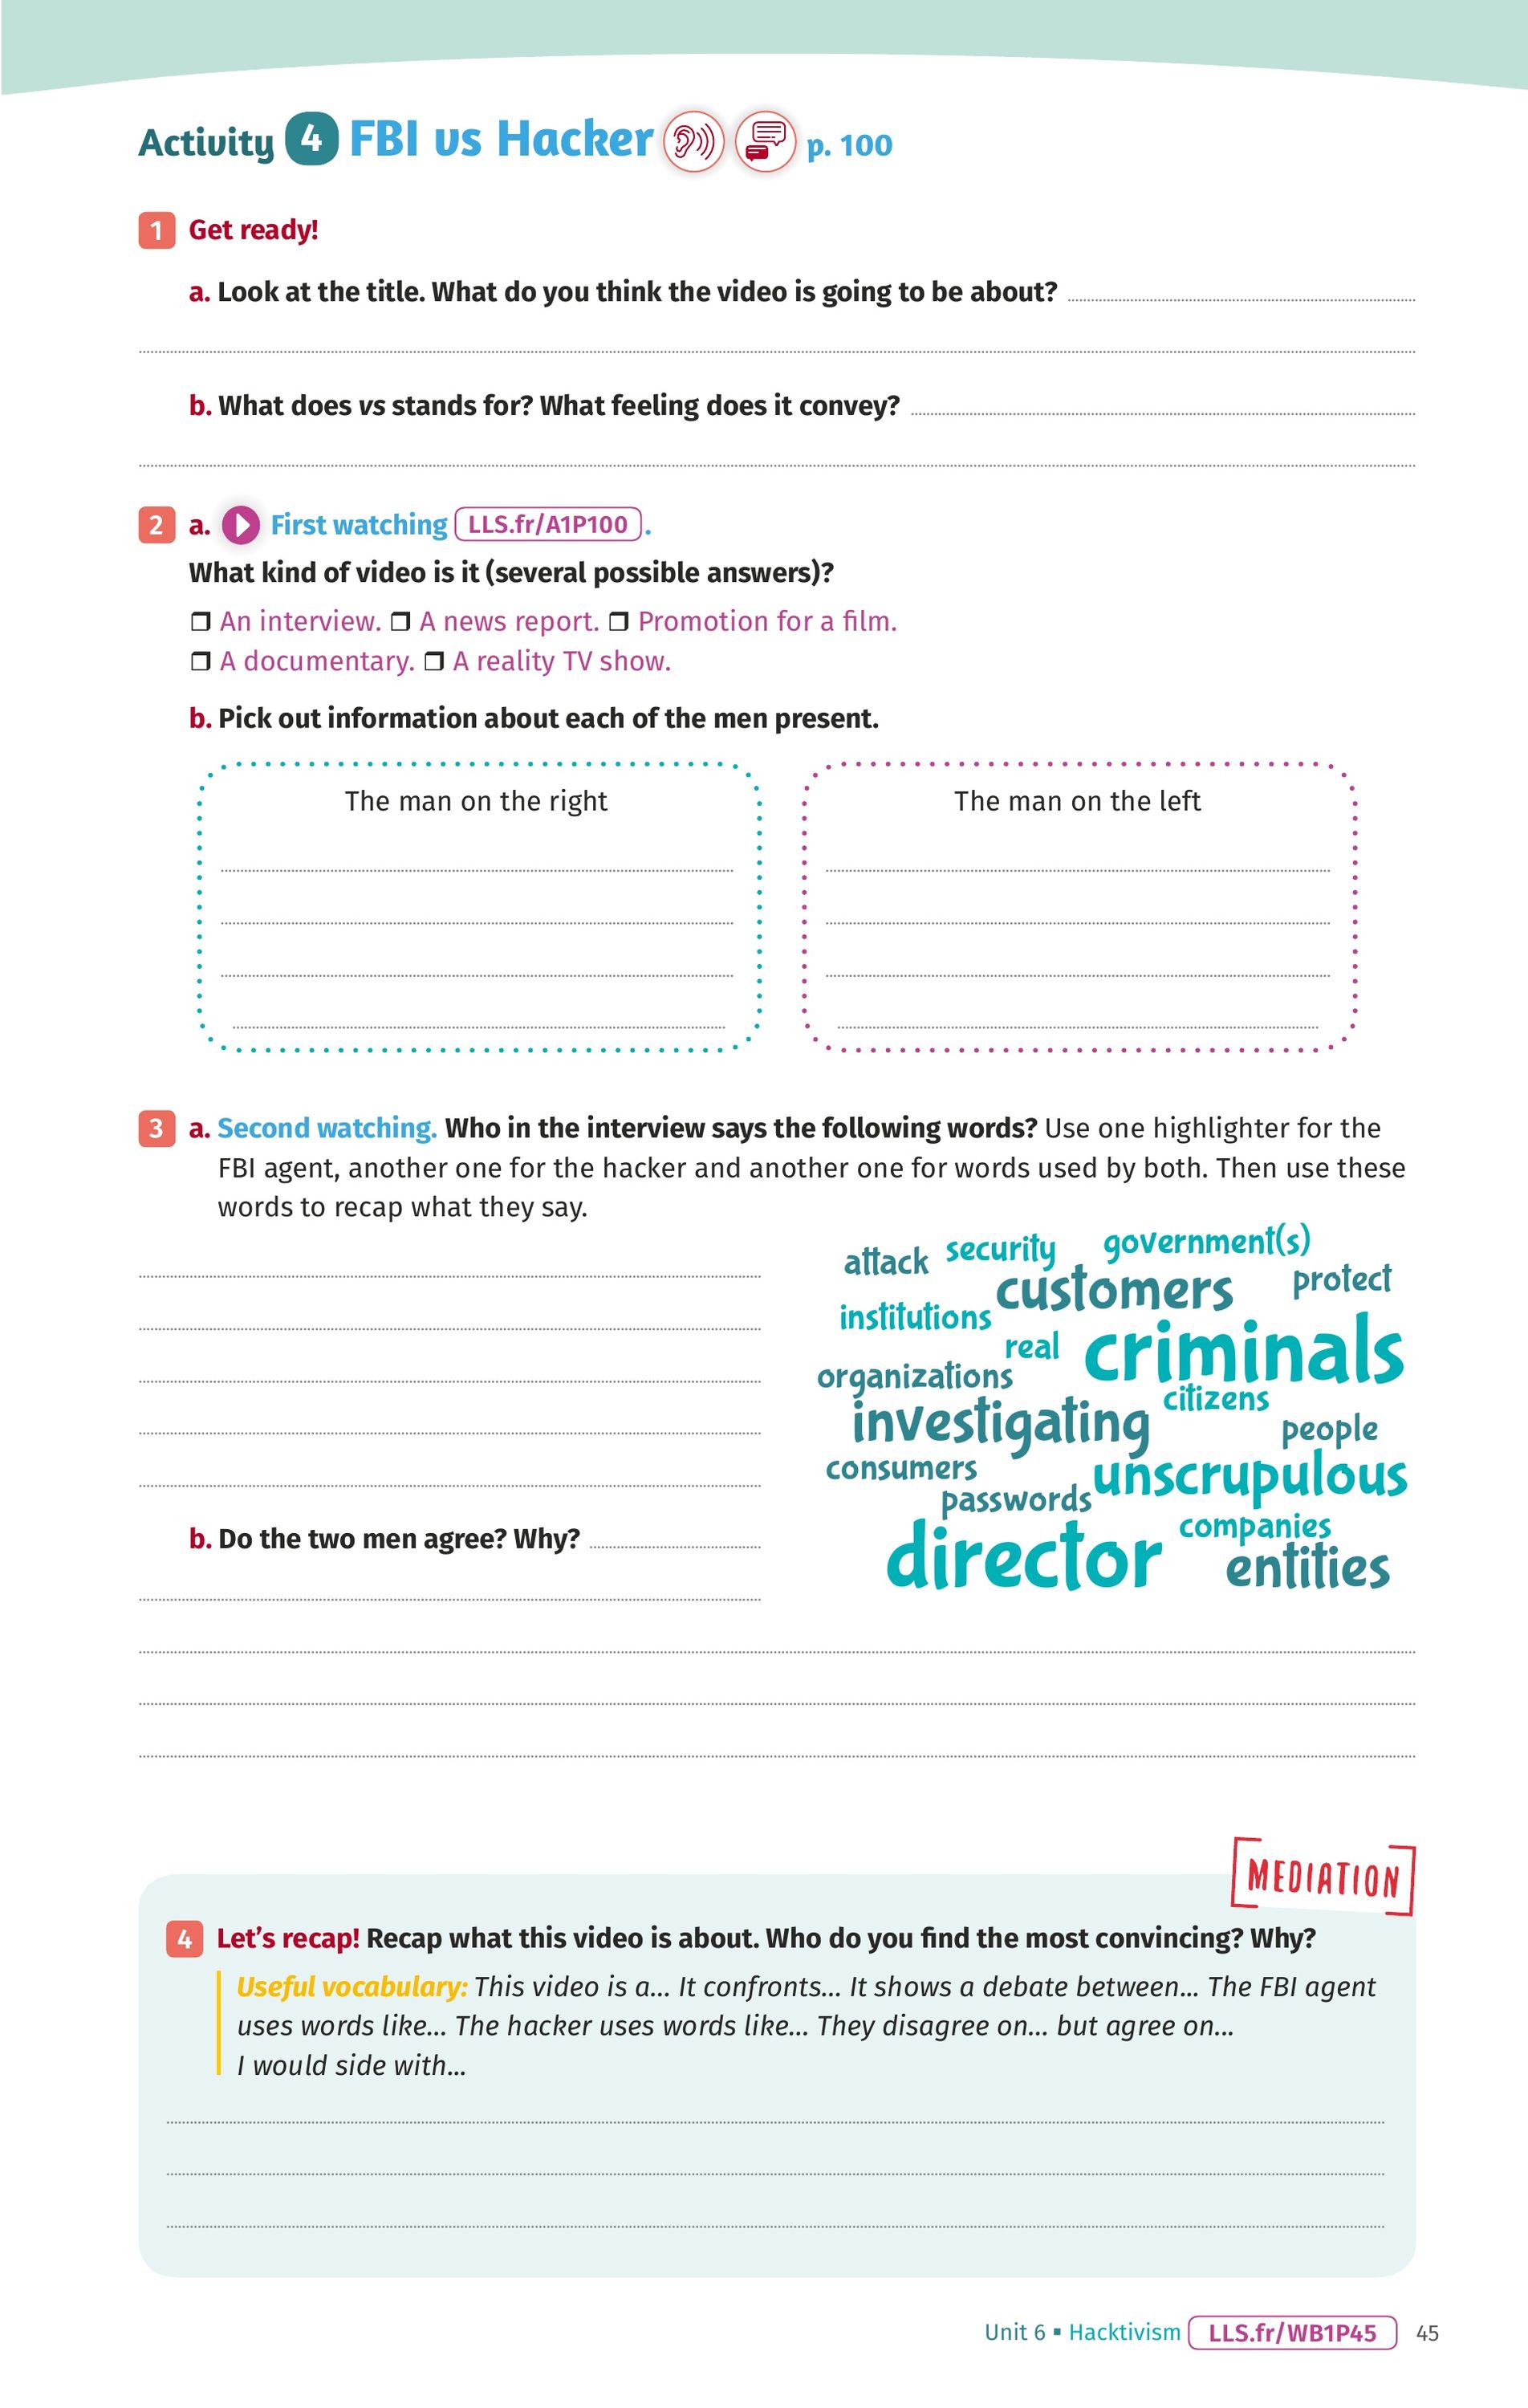 Activity 4 FBI vs Hacker p. 100
1 Get ready!
a. Look at the title. What do you think the video is going to be about?
b. What does vs stands for? What feeling does it convey?
2 a. First watching LLS.fr/A1P100 .
What kind of video is it (several possible answers)?
❒ An interview. ❒ A news report. ❒ Promotion for a film.
❒ A documentary. ❒ A reality TV show.
b. Pick out information about each of the men present.
The man on the right
The man on the left
3 a. Second watching. Who in the interview says the following words? Use one highlighter for the
FBI agent, another one for the hacker and another one for words used by both. Then use these
words to recap what they say.
attack security government(s)
customers protect
institutions
real criminals
organizations
citizens
investigating
people
consumers
unscrupulous
passwords
companies
director entities
b. Do the two men agree? Why?
MEDIATION
4 Let's recap! Recap what this video is about. Who do you find the most convincing? Why?
Useful vocabulary: This video is a... It confronts... It shows a debate between... The FBI agent
uses words like... The hacker uses words like... They disagree on... but agree on...
I would side with...
Unit 6 ▪ Hacktivism LLS.fr/WB1P45 45